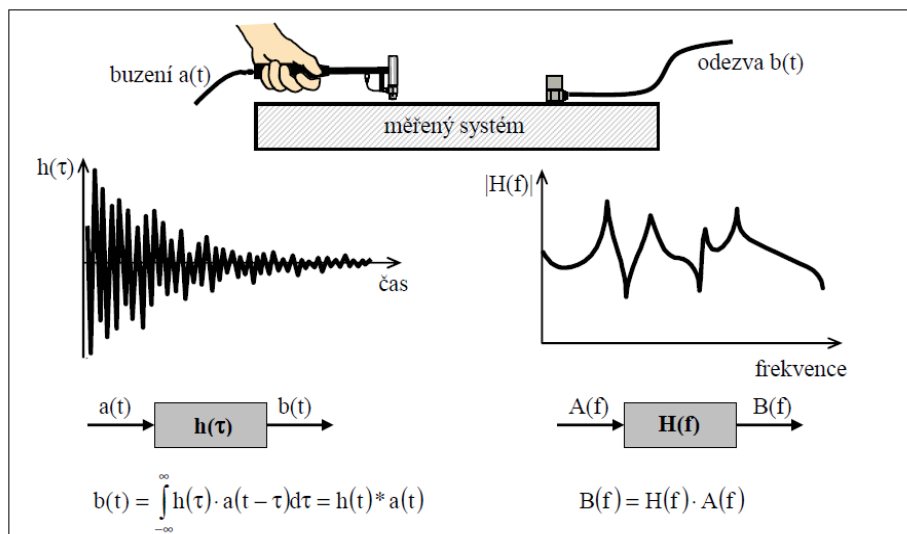 buzení a(t)
odezva b(t)
měřený systém
h(τ)
čas
|H(f)|
frekvence
a(t)
h(τ)
b(t)
A(f)
H(f)
B(f)
b(t) = ∫_{-∞}^{∞} h(τ)·a(t − τ)dτ = h(t)*a(t)
B(f) = H(f)·A(f)